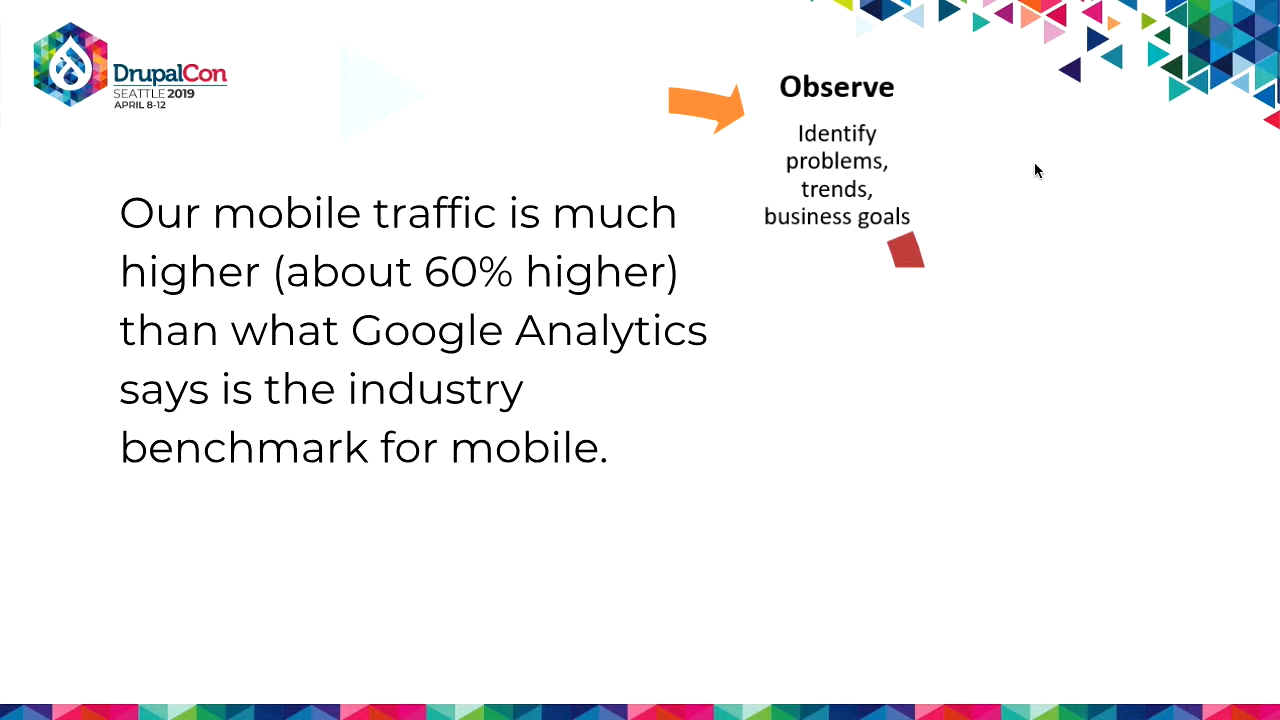 DrupalCon
SEATTLE 2019
APRIL 8-12
Observe
Identify
problems,
trends,
business goals
Our mobile traffic is much
higher (about 60% higher)
than what Google Analytics
says is the industry
benchmark for mobile.